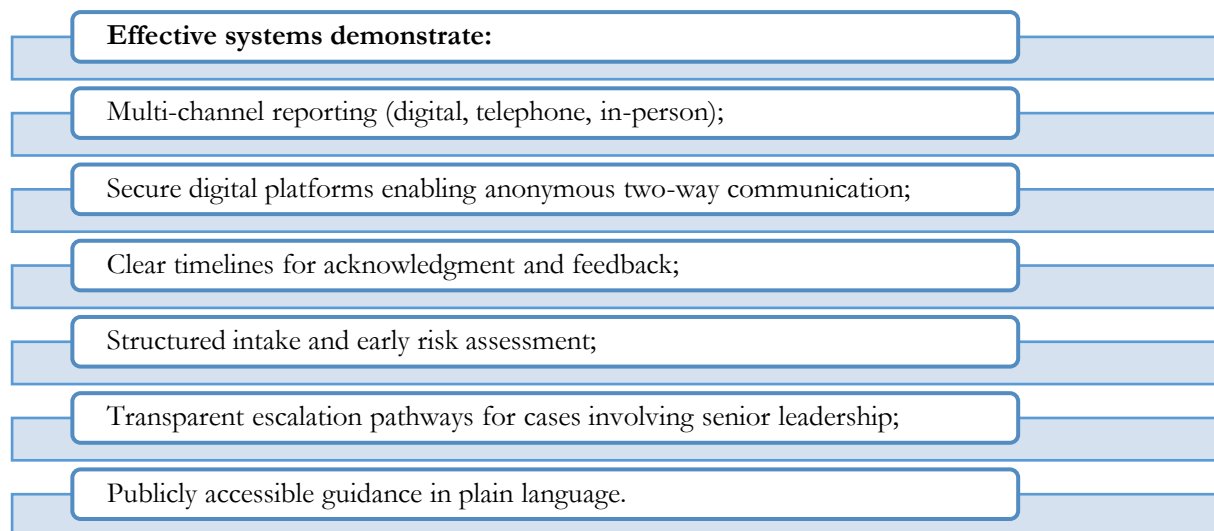 Effective systems demonstrate:
Multi-channel reporting (digital, telephone, in-person);
Secure digital platforms enabling anonymous two-way communication;
Clear timelines for acknowledgment and feedback;
Structured intake and early risk assessment;
Transparent escalation pathways for cases involving senior leadership;
Publicly accessible guidance in plain language.